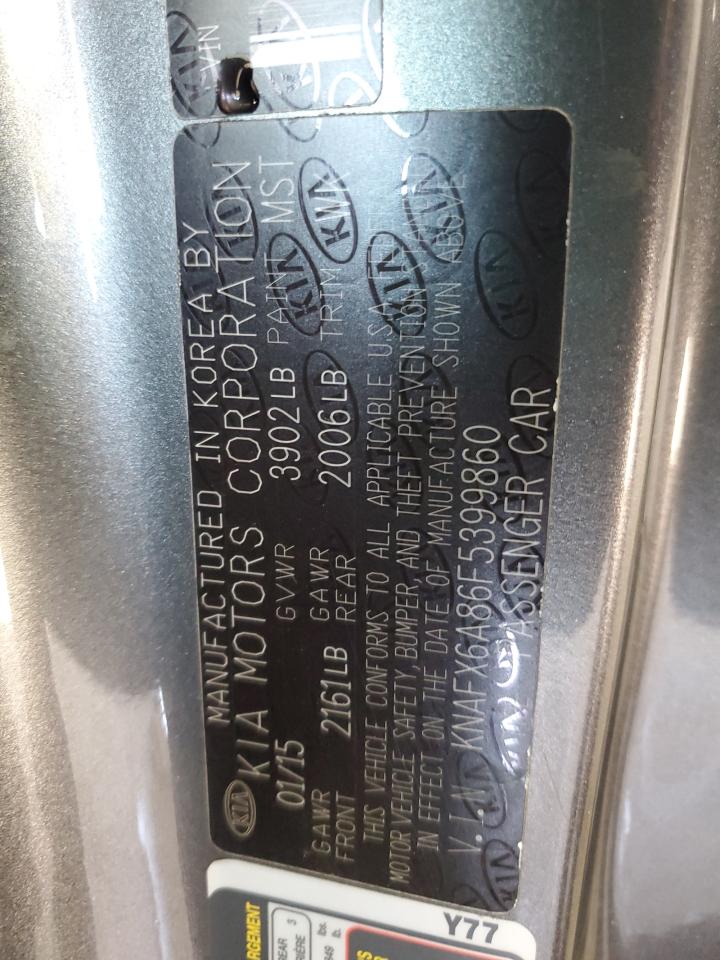 VIN
KIA
MANUFACTURED IN KOREA BY
KIA MOTORS CORPORATION
01/15 GVWR 3902LB PAINT MST
GAWR FRONT 2161LB GAWR REAR 2006LB TRIM
THIS VEHICLE CONFORMS TO ALL APPLICABLE U.S.A
MOTOR VEHICLE SAFETY, BUMPER AND THEFT PREVENTION
IN EFFECT ON THE DATE OF MANUFACTURE SHOWN ABOVE
V.I.N KNAFX6A86F5399860
PASSENGER CAR
Y77